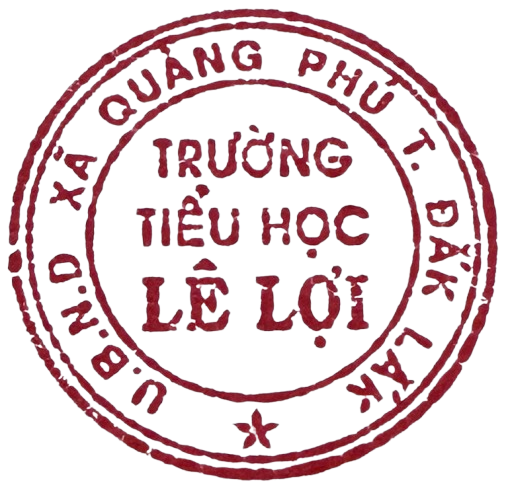 U.B.N.D XÃ QUẢNG PHÚ T. ĐẮK LẮK
TRƯỜNG
TIỂU HỌC
LÊ LỢI